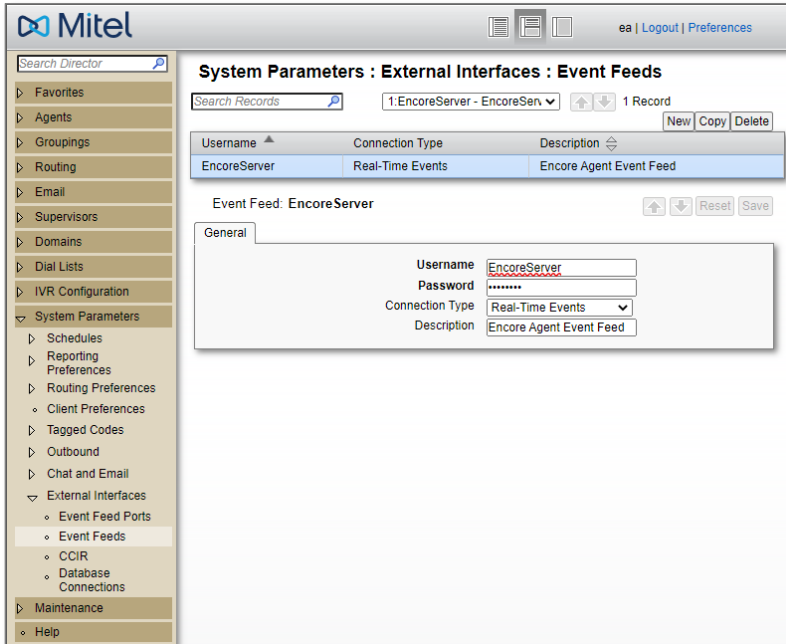 Mitel
ea | Logout | Preferences
Search Director
Favorites
Agents
Groupings
Routing
Email
Supervisors
Domains
Dial Lists
IVR Configuration
System Parameters
Schedules
Reporting
Preferences
Routing Preferences
Client Preferences
Tagged Codes
Outbound
Chat and Email
External Interfaces
Event Feed Ports
Event Feeds
CCIR
Database
Connections
Maintenance
Help
System Parameters : External Interfaces : Event Feeds
Search Records 1:EncoreServer - EncoreServ 1 Record
New Copy Delete
Username Connection Type Description
EncoreServer Real-Time Events Encore Agent Event Feed
Event Feed: EncoreServer Reset Save
General
Username EncoreServer
Password ••••••••
Connection Type Real-Time Events
Description Encore Agent Event Feed